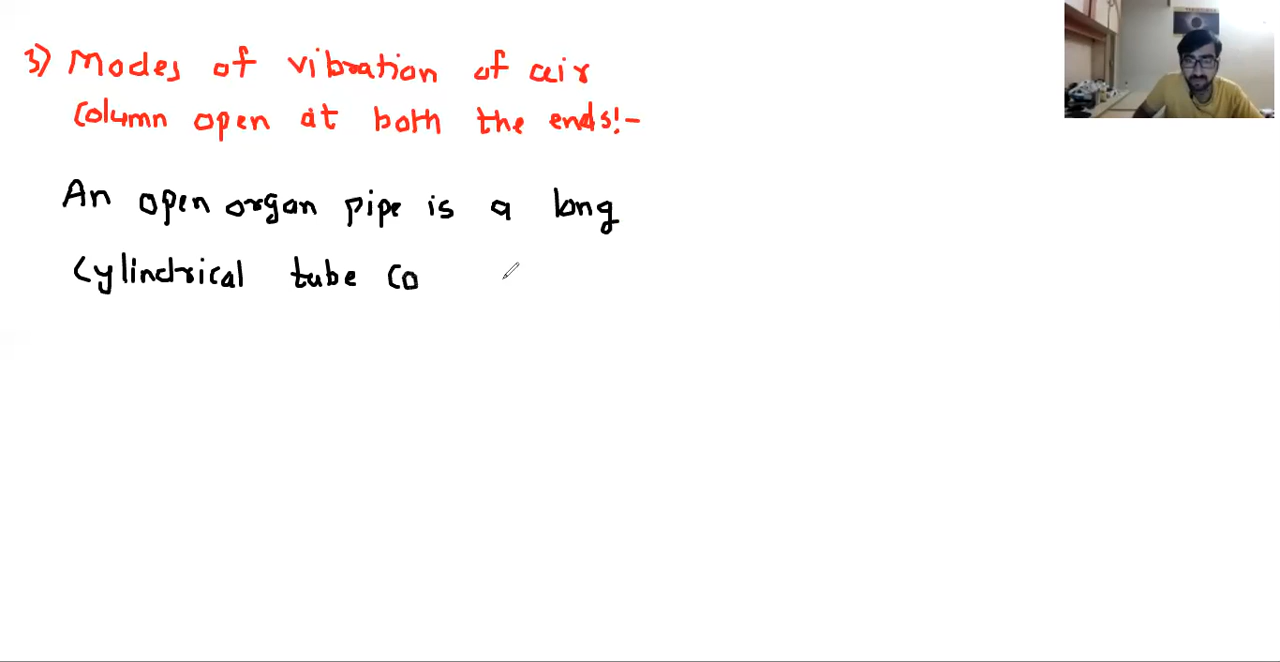 3) Modes of vibration of air
column open at both the ends:-
An open organ pipe is a long
cylindrical tube co